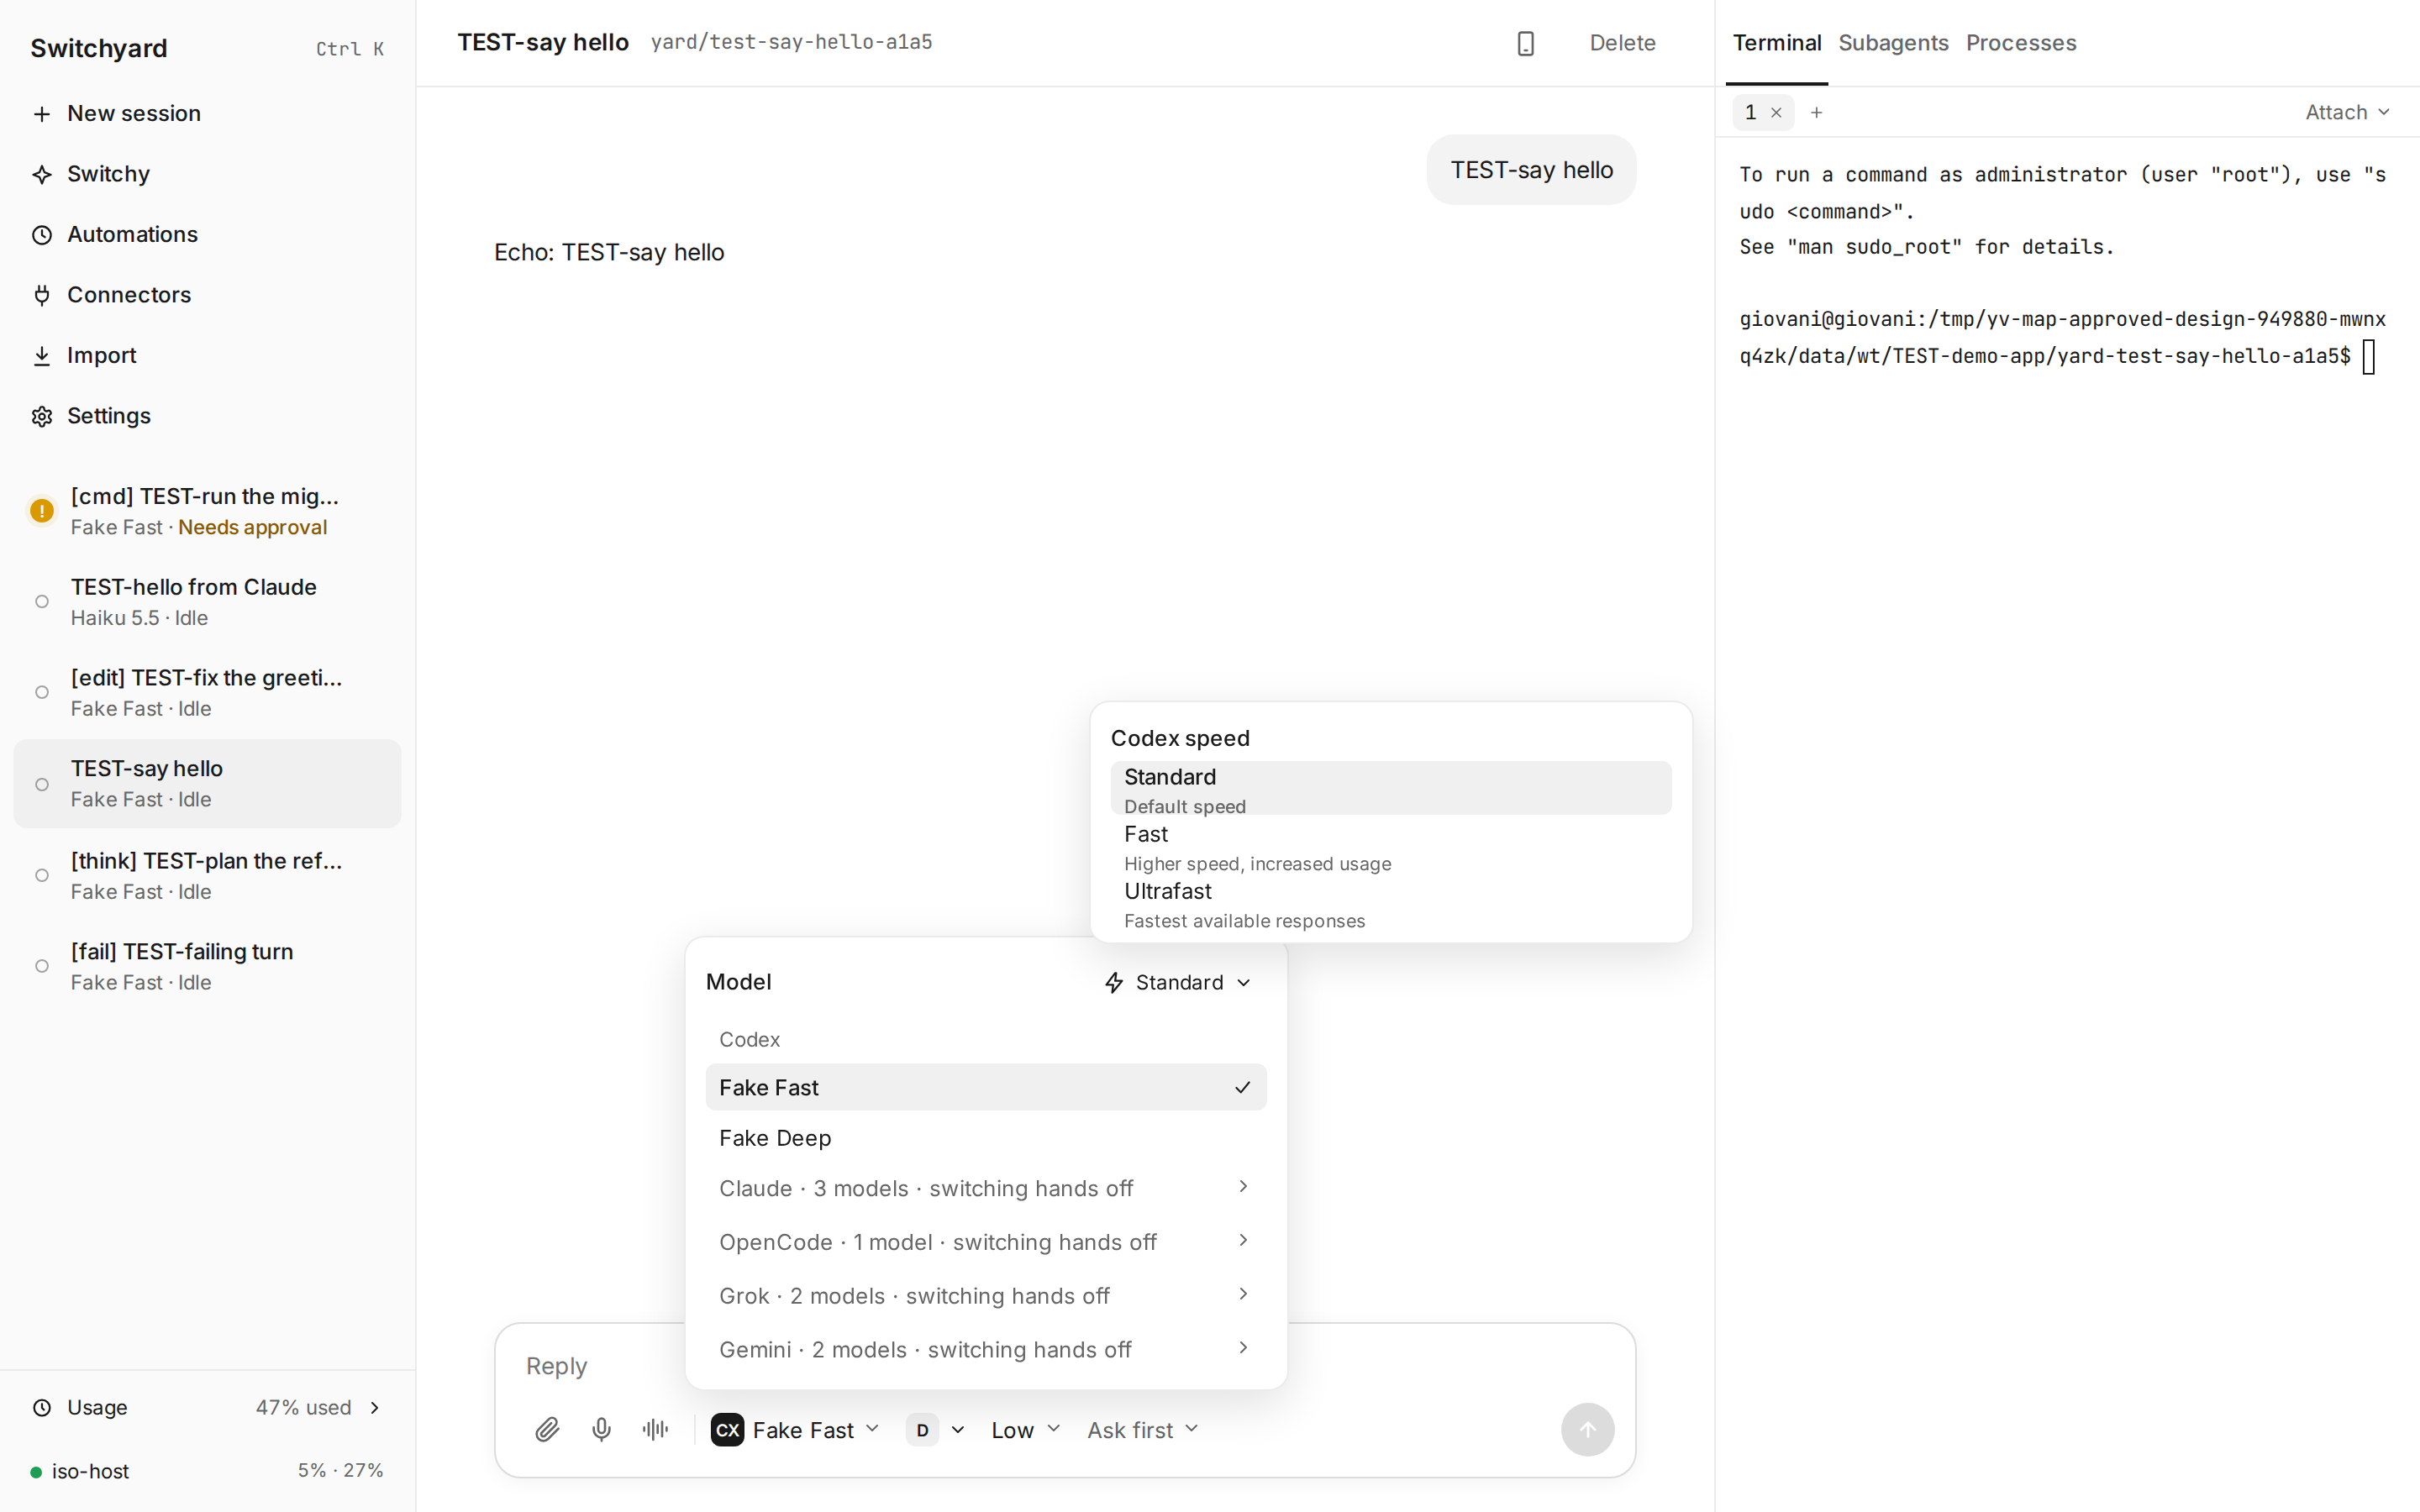 Switchyard
Ctrl K
New session
Switchy
Automations
Connectors
Import
Settings
[cmd] TEST-run the mig...
Fake Fast · Needs approval
TEST-hello from Claude
Haiku 5.5 · Idle
[edit] TEST-fix the greeti...
Fake Fast · Idle
TEST-say hello
Fake Fast · Idle
[think] TEST-plan the ref...
Fake Fast · Idle
[fail] TEST-failing turn
Fake Fast · Idle
Usage
47% used
iso-host
5% · 27%
TEST-say hello
yard/test-say-hello-a1a5
Delete
TEST-say hello
Echo: TEST-say hello
Codex speed
Standard
Default speed
Fast
Higher speed, increased usage
Ultrafast
Fastest available responses
Model
Standard
Codex
Fake Fast
Fake Deep
Claude · 3 models · switching hands off
OpenCode · 1 model · switching hands off
Grok · 2 models · switching hands off
Gemini · 2 models · switching hands off
Reply
CX Fake Fast
D
Low
Ask first
Terminal
Subagents
Processes
1
Attach
To run a command as administrator (user "root"), use "s
udo <command>".
See "man sudo_root" for details.
giovani@giovani:/tmp/yv-map-approved-design-949880-mwnx
q4zk/data/wt/TEST-demo-app/yard-test-say-hello-a1a5$